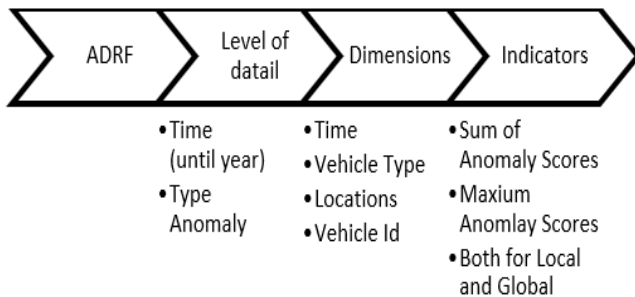 ADRF
Level of
datail
Dimensions
Indicators
•Time
(until year)
•Type
Anomaly
•Time
•Vehicle Type
•Locations
•Vehicle Id
•Sum of
Anomaly Scores
•Maxium
Anomlay Scores
•Both for Local
and Global